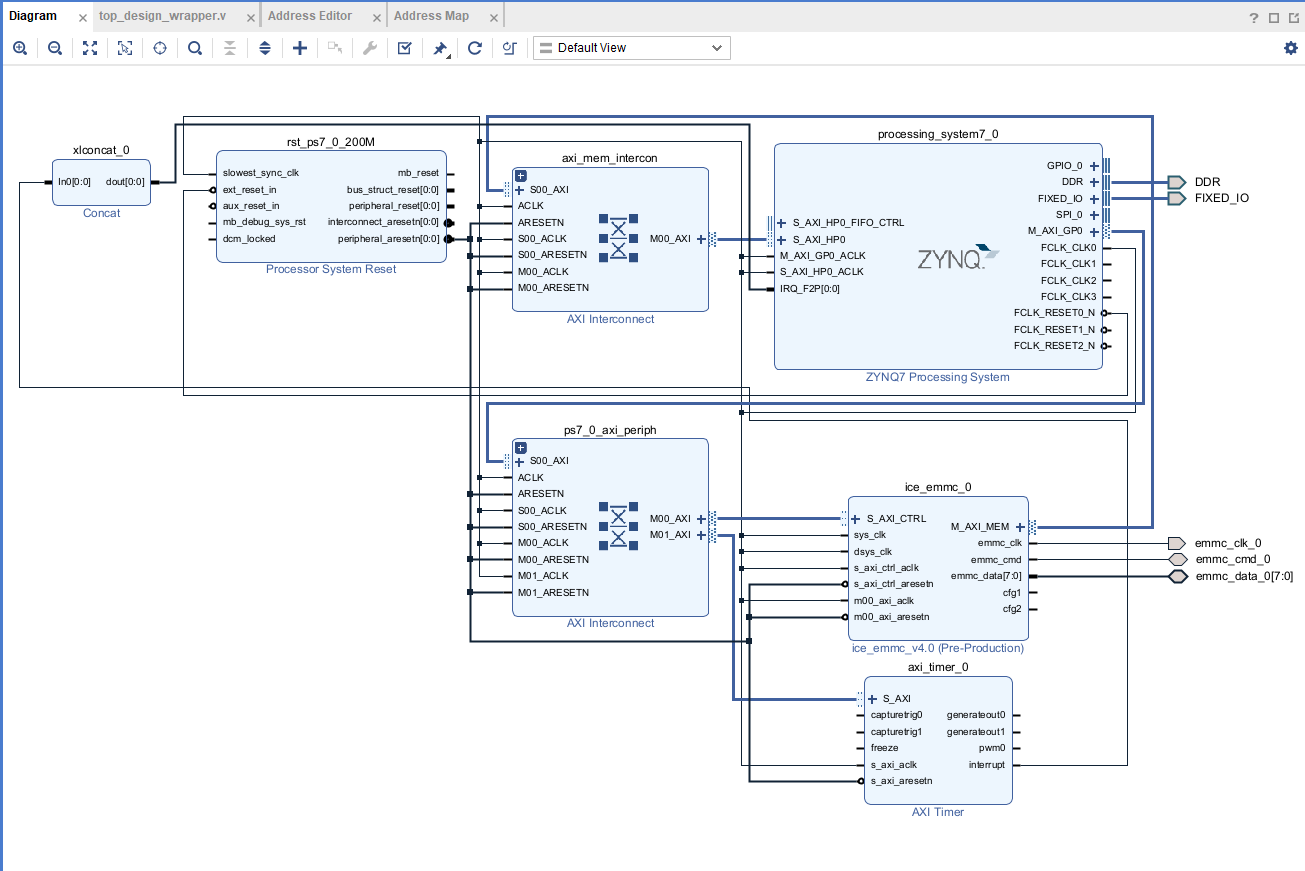 Diagram
top_design_wrapper.v
Address Editor
Address Map
Default View
xlconcat_0
In0[0:0]
dout[0:0]
Concat
rst_ps7_0_200M
slowest_sync_clk
ext_reset_in
aux_reset_in
mb_debug_sys_rst
dcm_locked
mb_reset
bus_struct_reset[0:0]
peripheral_reset[0:0]
interconnect_aresetn[0:0]
peripheral_aresetn[0:0]
Processor System Reset
axi_mem_intercon
S00_AXI
ACLK
ARESETN
S00_ACLK
S00_ARESETN
M00_ACLK
M00_ARESETN
M00_AXI
AXI Interconnect
processing_system7_0
S_AXI_HP0_FIFO_CTRL
S_AXI_HP0
M_AXI_GP0_ACLK
S_AXI_HP0_ACLK
IRQ_F2P[0:0]
ZYNQ
GPIO_0
DDR
FIXED_IO
SPI_0
M_AXI_GP0
FCLK_CLK0
FCLK_CLK1
FCLK_CLK2
FCLK_CLK3
FCLK_RESET0_N
FCLK_RESET1_N
FCLK_RESET2_N
ZYNQ7 Processing System
DDR
FIXED_IO
ps7_0_axi_periph
S00_AXI
ACLK
ARESETN
S00_ACLK
S00_ARESETN
M00_ACLK
M00_ARESETN
M01_ACLK
M01_ARESETN
M00_AXI
M01_AXI
AXI Interconnect
ice_emmc_0
S_AXI_CTRL
sys_clk
dsys_clk
s_axi_ctrl_aclk
s_axi_ctrl_aresetn
m00_axi_aclk
m00_axi_aresetn
M_AXI_MEM
emmc_clk
emmc_cmd
emmc_data[7:0]
cfg1
cfg2
ice_emmc_v4.0 (Pre-Production)
emmc_clk_0
emmc_cmd_0
emmc_data_0[7:0]
axi_timer_0
S_AXI
capturetrig0
capturetrig1
freeze
s_axi_aclk
s_axi_aresetn
generateout0
generateout1
pwm0
interrupt
AXI Timer